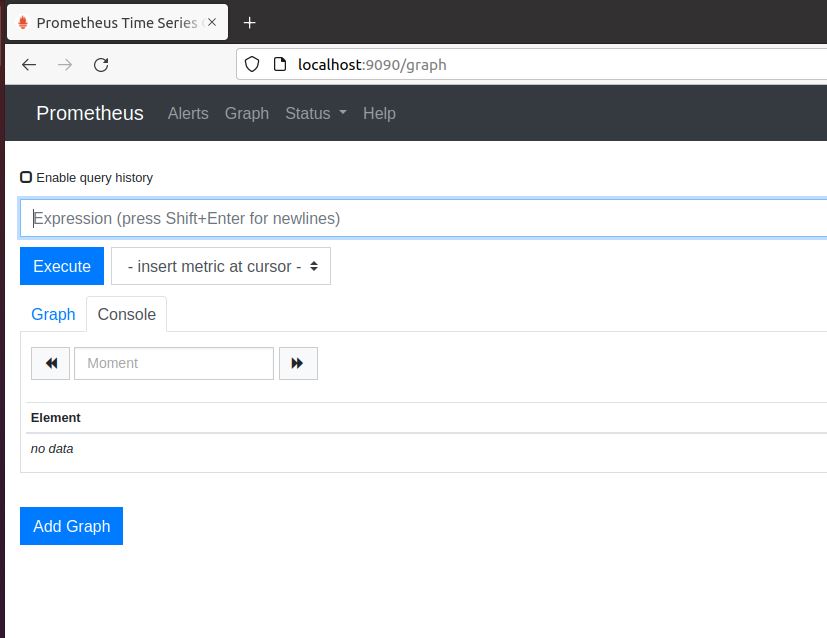 Prometheus Time Series
localhost:9090/graph
Prometheus Alerts Graph Status Help
Enable query history
Expression (press Shift+Enter for newlines)
Execute - insert metric at cursor -
Graph Console
Moment
Element
no data
Add Graph